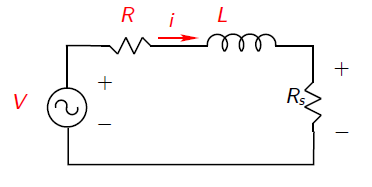 R i L
V + − Rs + −